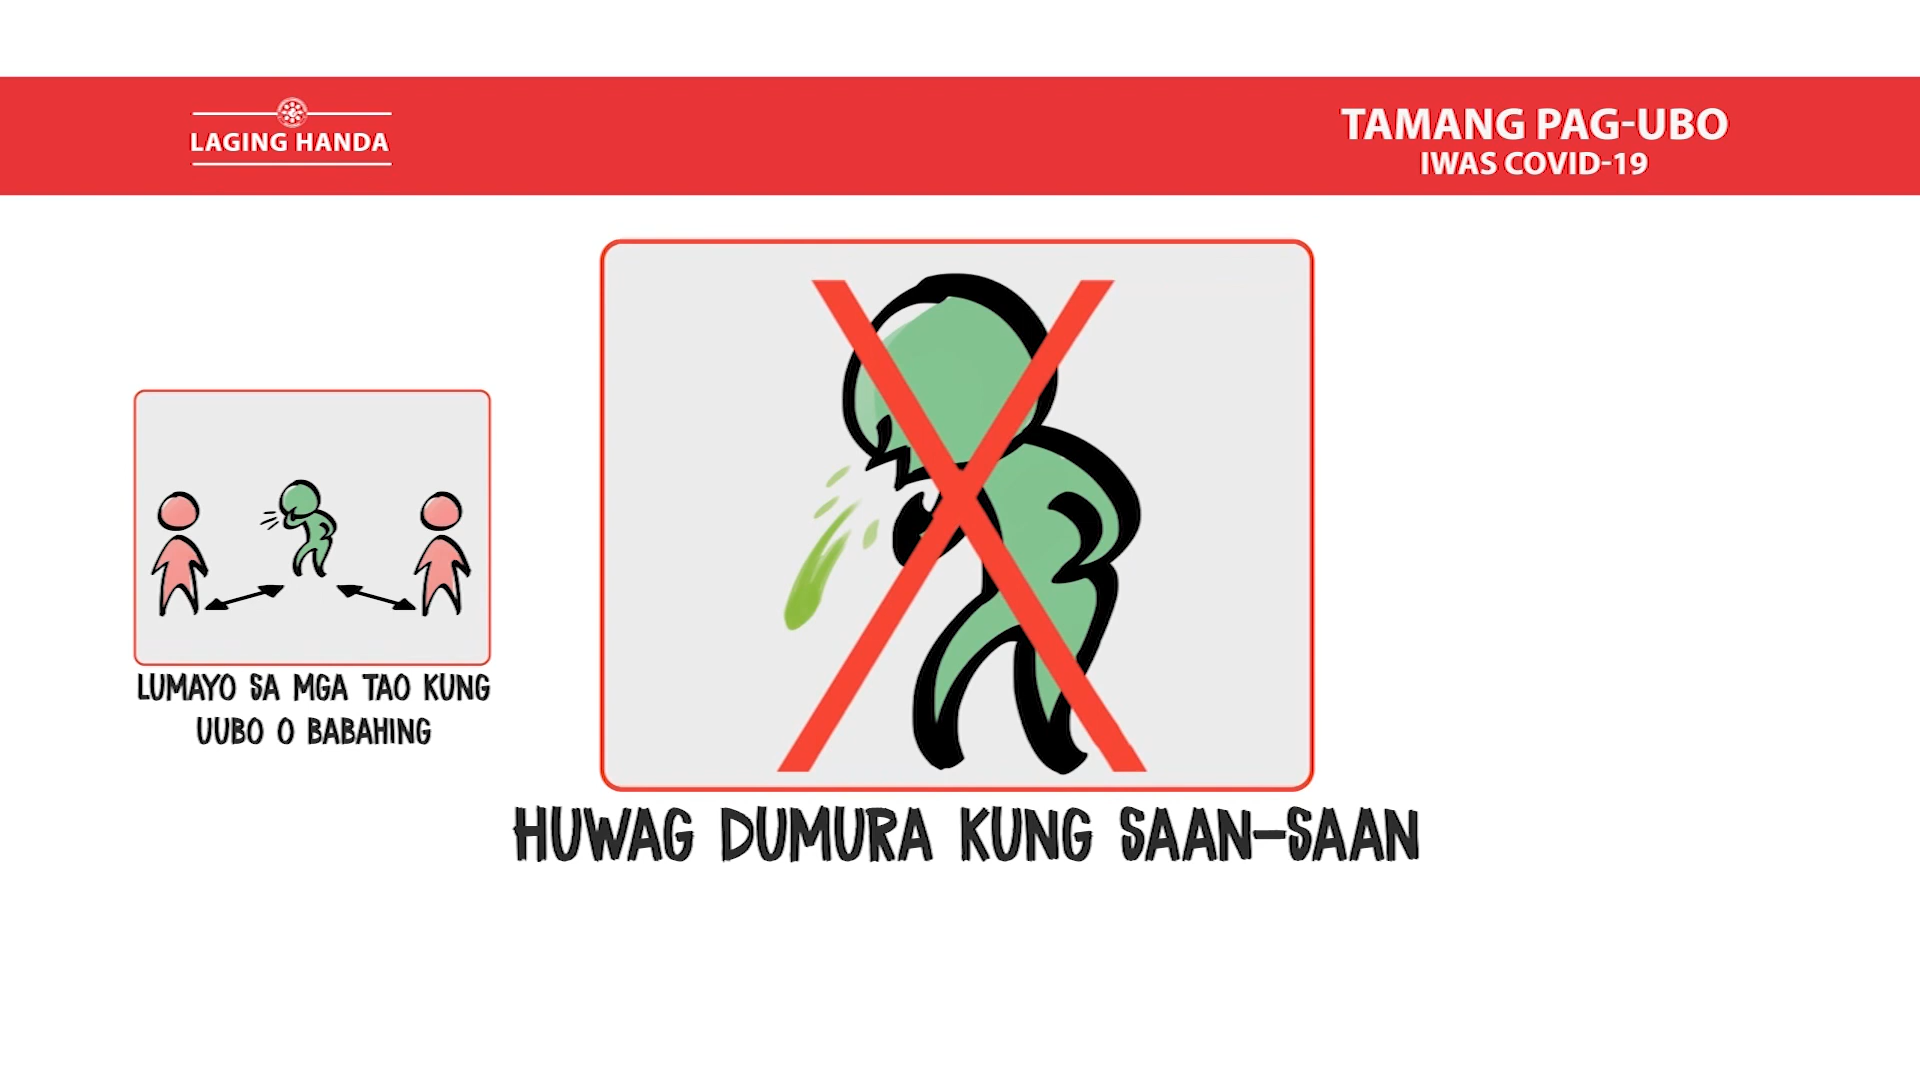 LAGING HANDA
TAMANG PAG-UBO
IWAS COVID-19
LUMAYO SA MGA TAO KUNG
UUBO O BABAHING
HUWAG DUMURA KUNG SAAN-SAAN